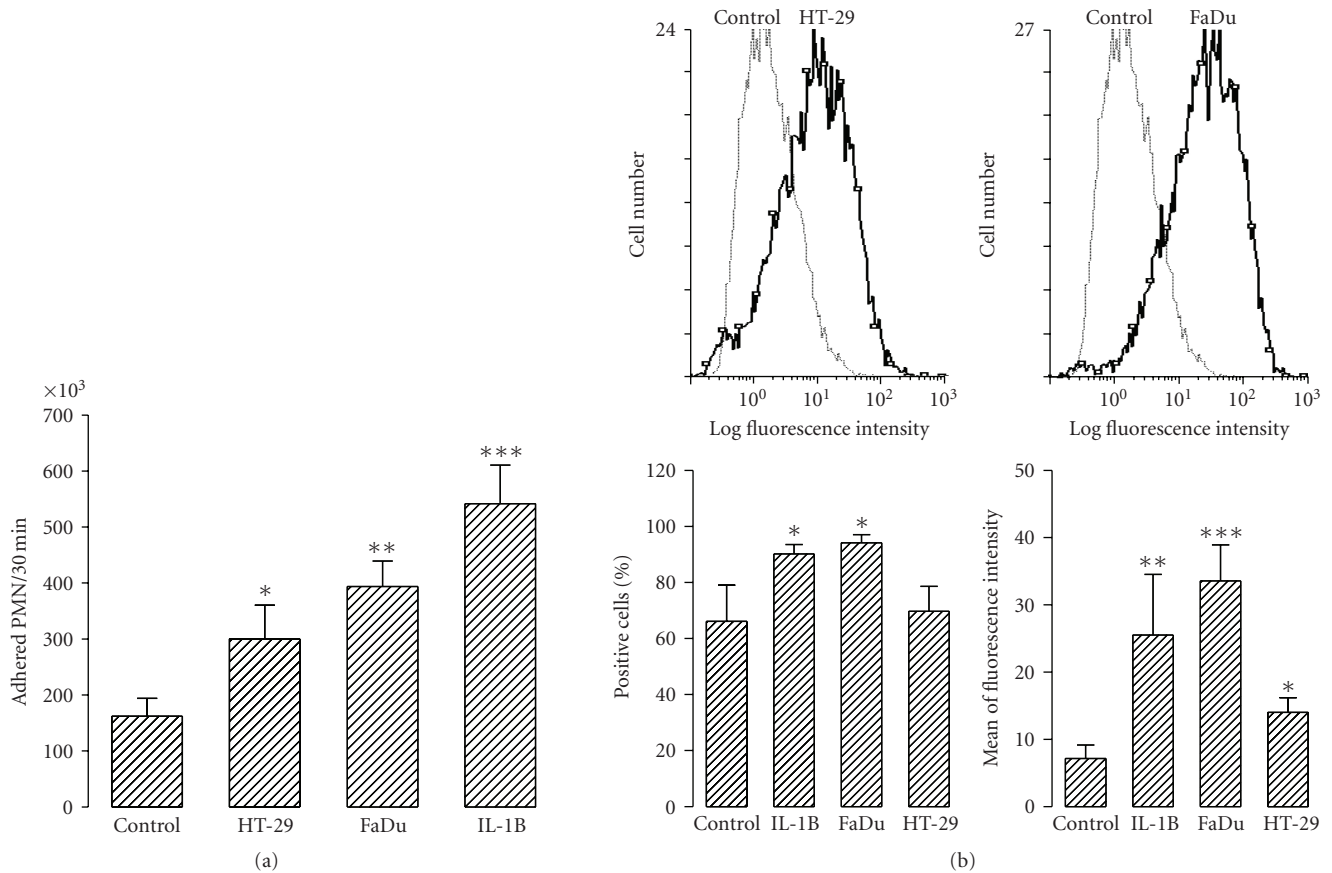 ×10³
700
600
500
400
300
200
100
0
Adhered PMN/30 min
*
**
***
Control HT-29 FaDu IL-1B
(a)
Control HT-29
24
Cell number
10⁰ 10¹ 10² 10³
Log fluorescence intensity
Control FaDu
27
Cell number
10⁰ 10¹ 10² 10³
Log fluorescence intensity
120
100
80
60
40
20
0
Positive cells (%)
* *
Control IL-1B FaDu HT-29
50
40
30
20
10
0
Mean of fluorescence intensity
**
***
*
Control IL-1B FaDu HT-29
(b)